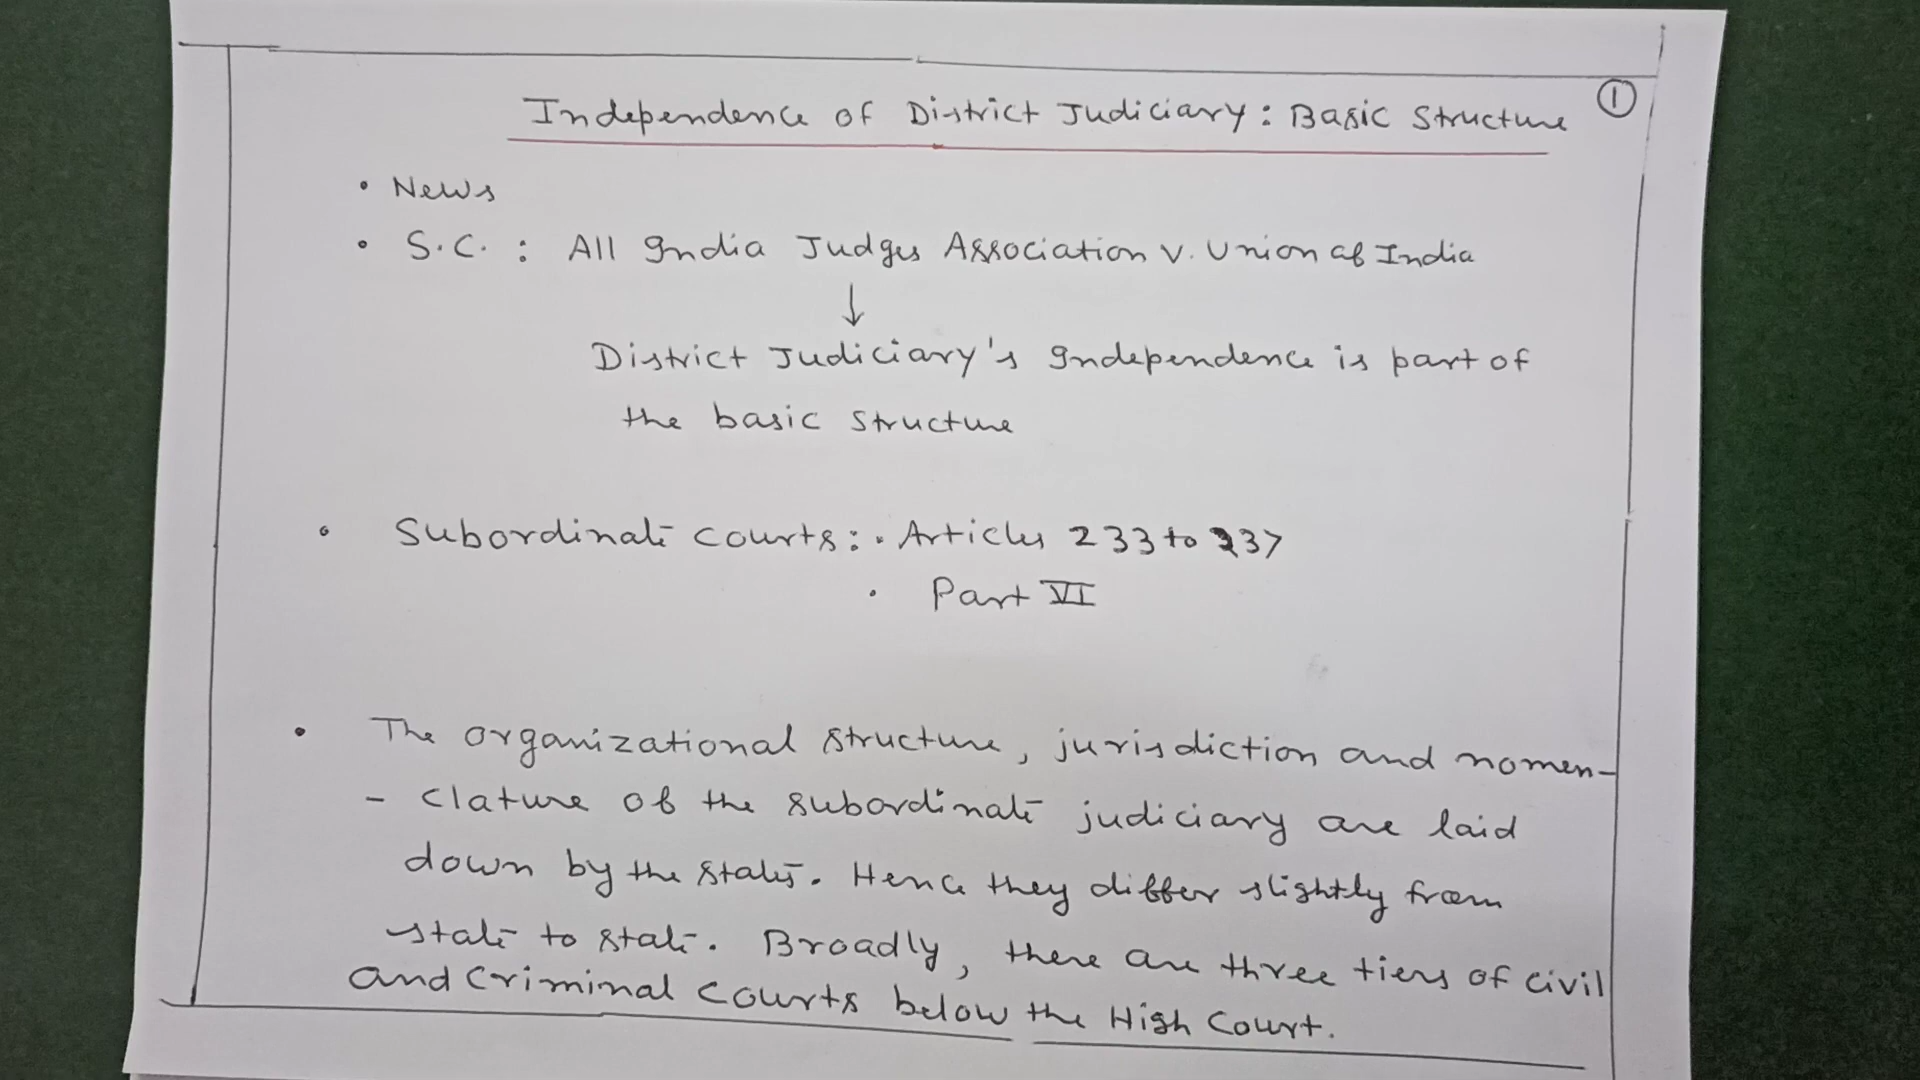 Independence of District Judiciary: Basic Structure ①
• News
• S.C. : All India Judges Association v. Union of India
↓
District Judiciary's Independence is part of
the basic structure
• Subordinate Courts: • Articles 233 to 237
• Part VI
• The organizational structure, jurisdiction and nomen-
- clature of the subordinate judiciary are laid
down by the states. Hence they differ slightly from
state to state. Broadly, there are three tiers of civil
and criminal courts below the High Court.